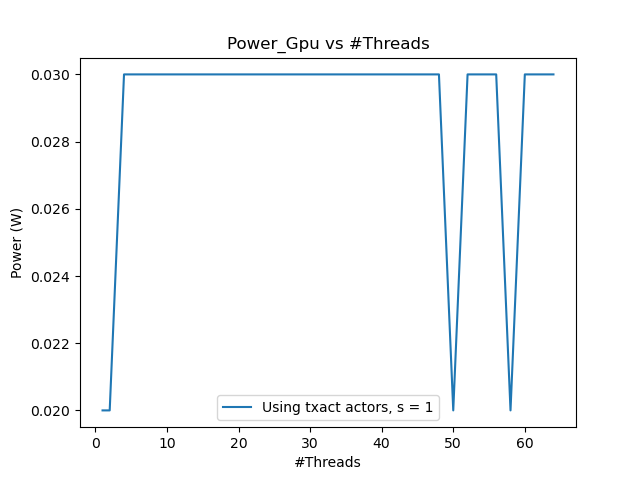 Power_Gpu vs #Threads
0.030
0.028
0.026
0.024
0.022
0.020
Power (W)
Using txact actors, s = 1
0 10 20 30 40 50 60
#Threads